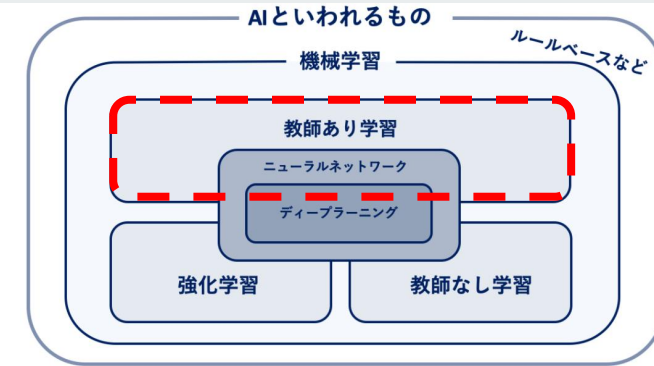 AIといわれるもの
ルールベースなど
機械学習
教師あり学習
ニューラルネットワーク
ディープラーニング
強化学習
教師なし学習